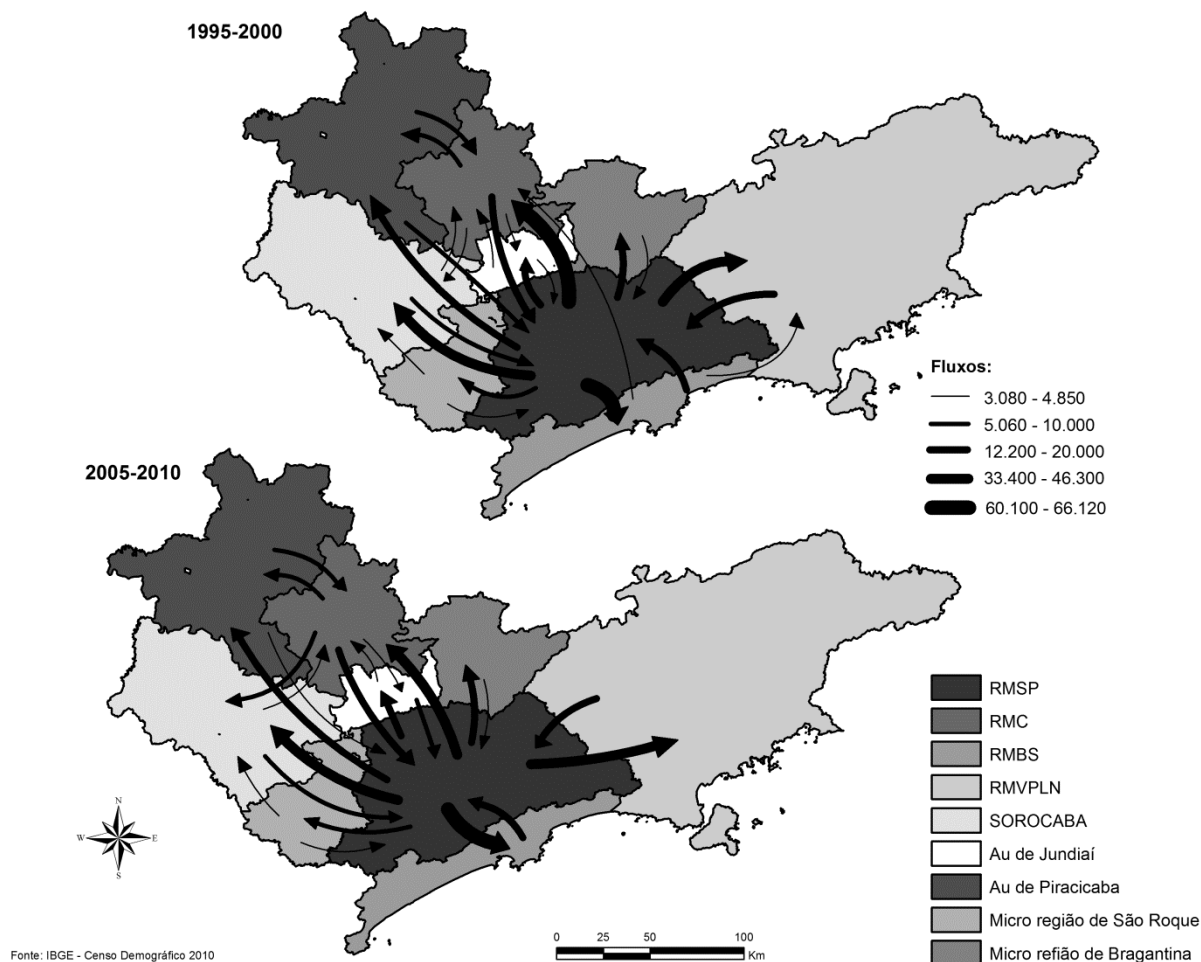 1995-2000
Fluxos:
3.080 - 4.850
5.060 - 10.000
12.200 - 20.000
33.400 - 46.300
60.100 - 66.120
2005-2010
RMSP
RMC
RMBS
RMVPLN
SOROCABA
Au de Jundiaí
Au de Piracicaba
Micro região de São Roque
Micro refião de Bragantina
N
W E
S
0 25 50 100
Km
Fonte: IBGE - Censo Demográfico 2010